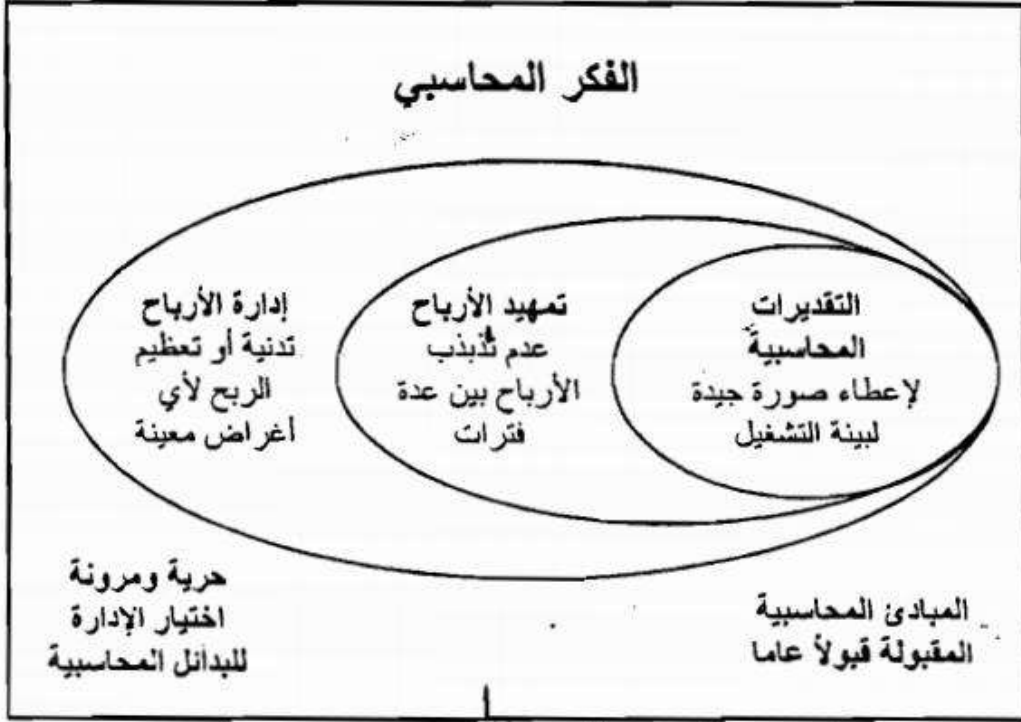 الفكر المحاسبي
التقديرات
المحاسبية
لإعطاء صورة جيدة
لبيئة التشغيل
تمهيد الأرباح
عدم تذبذب
الأرباح بين عدة
فترات
إدارة الأرباح
تدنية أو تعظيم
الربح لأي
أغراض معينة
المبادئ المحاسبية
المقبولة قبولاً عاما
حرية ومرونة
اختيار الإدارة
للبدائل المحاسبية